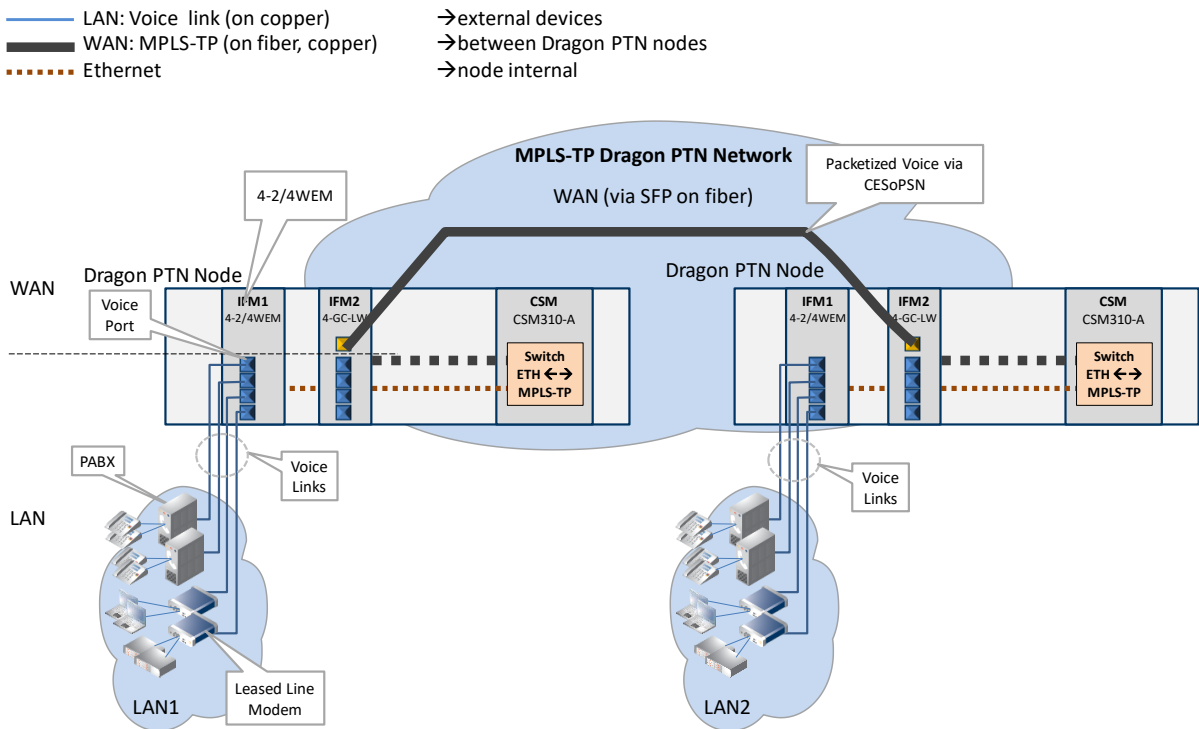 LAN: Voice link (on copper) →external devices
WAN: MPLS-TP (on fiber, copper) →between Dragon PTN nodes
Ethernet →node internal
MPLS-TP Dragon PTN Network
Packetized Voice via
CESoPSN
4-2/4WEM
WAN (via SFP on fiber)
Dragon PTN Node
Dragon PTN Node
WAN
Voice
Port
IFM1
4-2/4WEM
IFM2
4-GC-LW
CSM
CSM310-A
Switch
ETH ←→
MPLS-TP
IFM1
4-2/4WEM
IFM2
4-GC-LW
CSM
CSM310-A
Switch
ETH ←→
MPLS-TP
PABX
Voice
Links
Voice
Links
LAN
Leased Line
Modem
LAN1
LAN2